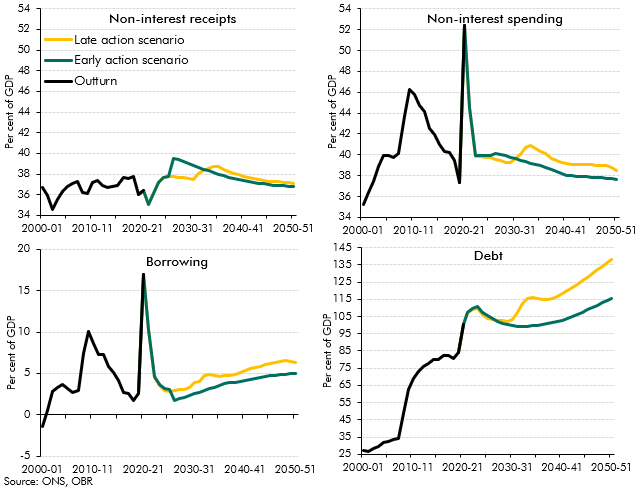 Non-interest receipts
Late action scenario
Early action scenario
Outturn
Per cent of GDP
54
52
50
48
46
44
42
40
38
36
34
2000-01 2010-11 2020-21 2030-31 2040-41 2050-51
Non-interest spending
Per cent of GDP
54
52
50
48
46
44
42
40
38
36
34
2000-01 2010-11 2020-21 2030-31 2040-41 2050-51
Borrowing
Per cent of GDP
20
15
10
5
0
-5
2000-01 2010-11 2020-21 2030-31 2040-41 2050-51
Debt
Per cent of GDP
145
135
125
115
105
95
85
75
65
55
45
35
25
2000-01 2010-11 2020-21 2030-31 2040-41 2050-51
Source: ONS, OBR